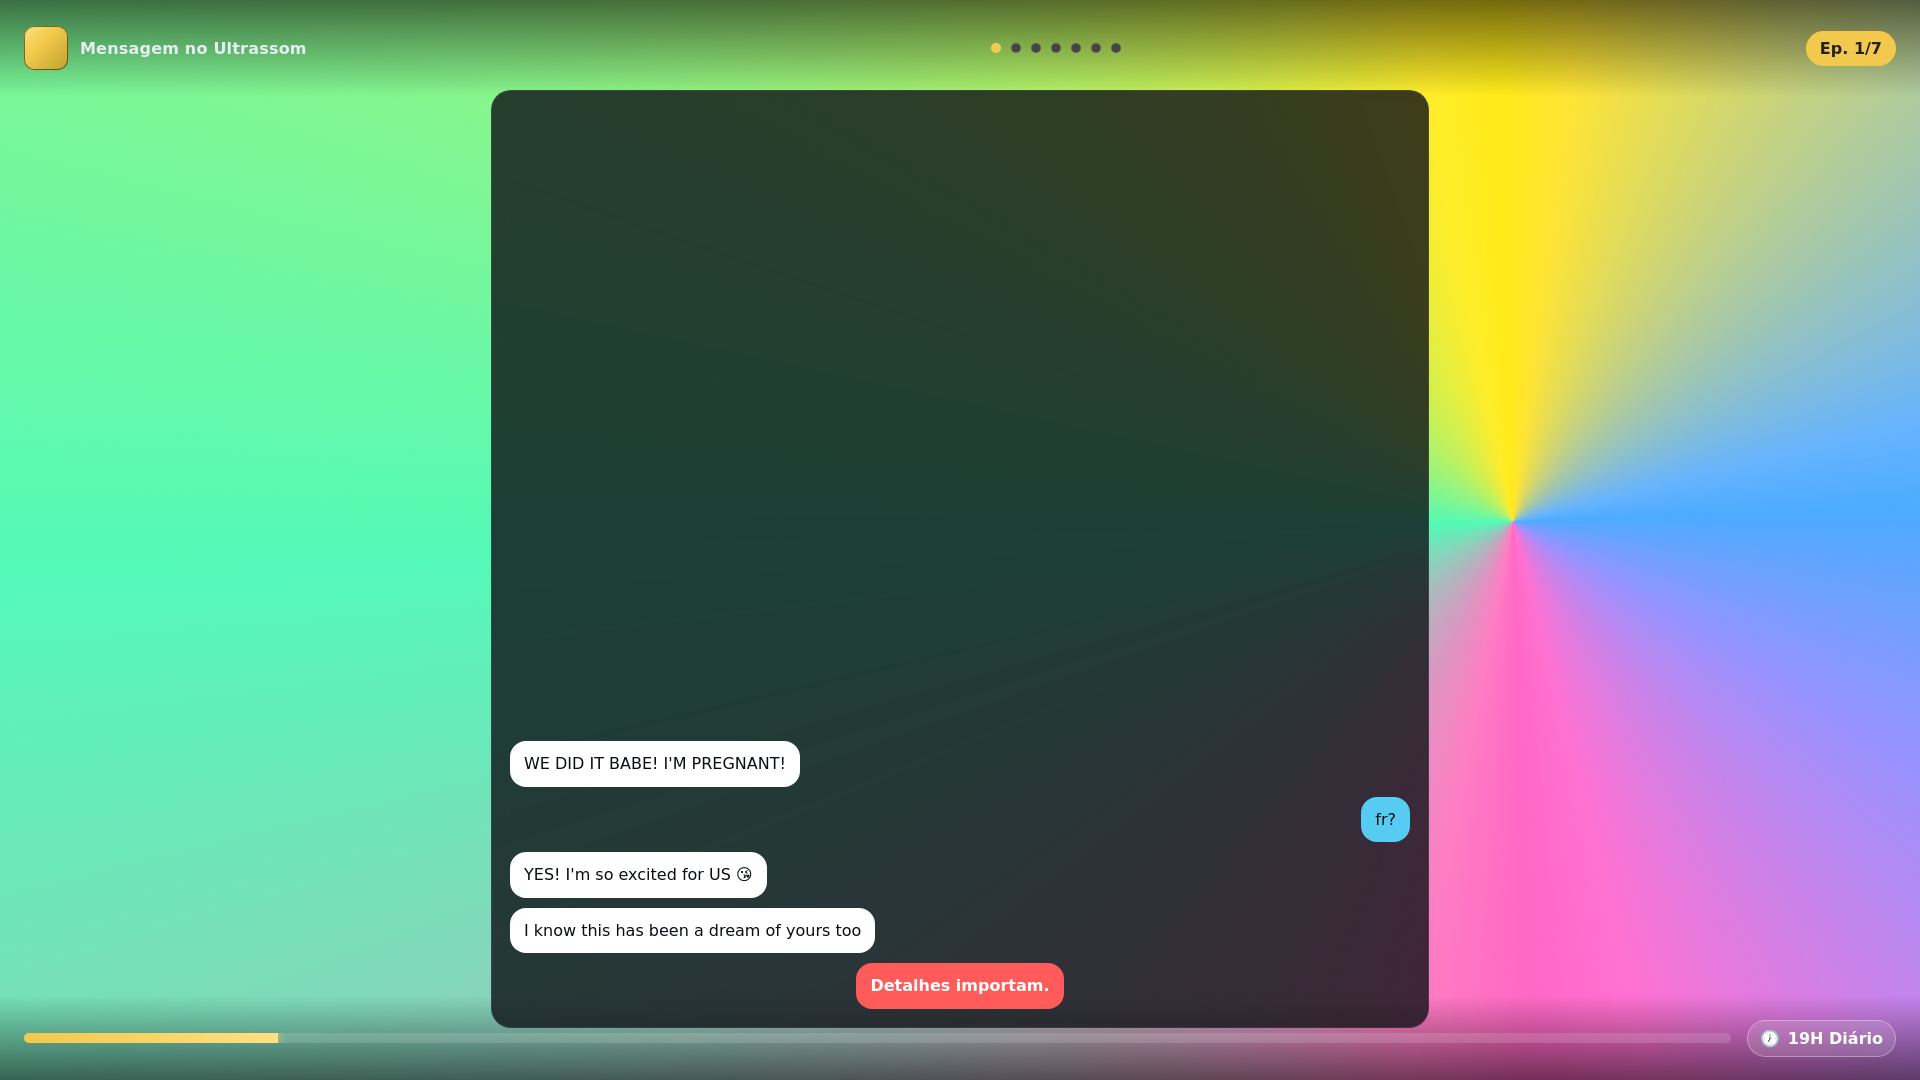 Mensagem no Ultrassom
Ep. 1/7
WE DID IT BABE! I'M PREGNANT!
fr?
YES! I'm so excited for US 😘
I know this has been a dream of yours too
Detalhes importam.
🕖 19H Diário